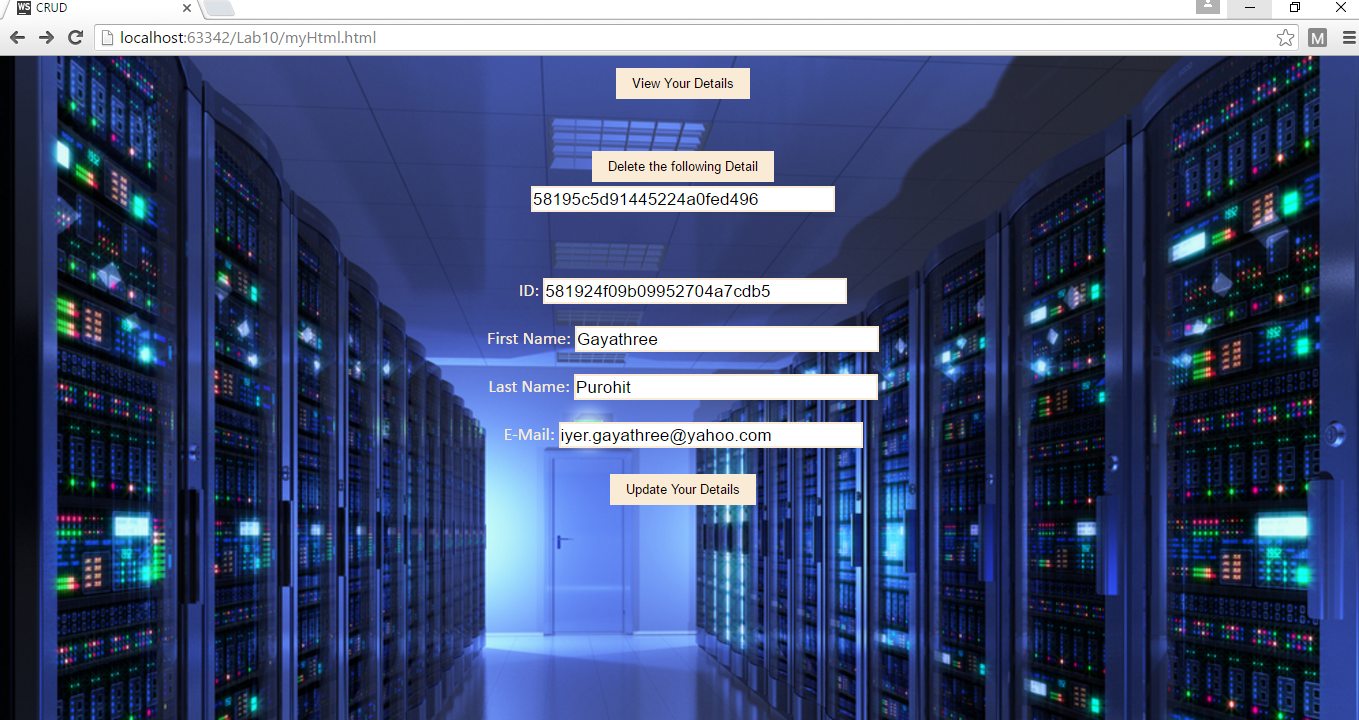 WS CRUD
localhost:63342/Lab10/myHtml.html
M
View Your Details
Delete the following Detail
58195c5d91445224a0fed496
ID: 581924f09b09952704a7cdb5
First Name: Gayathree
Last Name: Purohit
E-Mail: iyer.gayathree@yahoo.com
Update Your Details